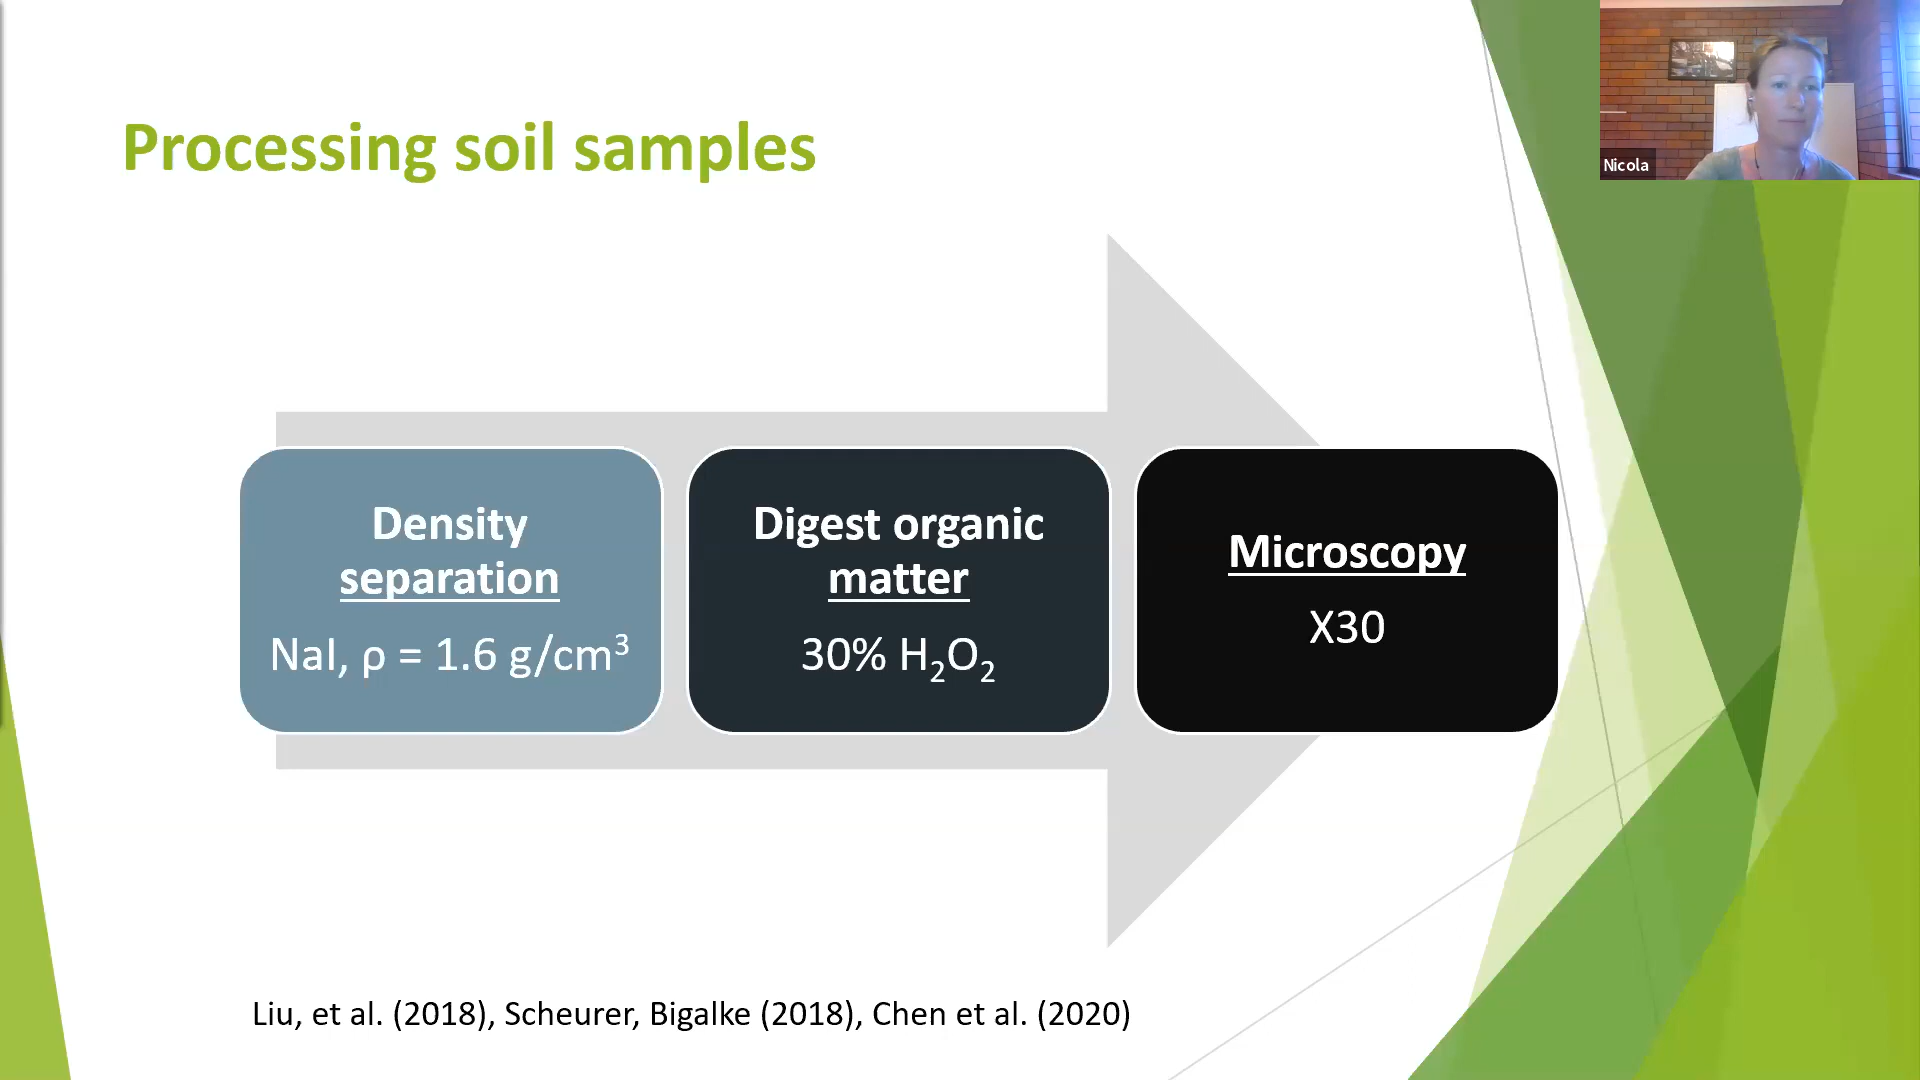 Processing soil samples
Nicola
Density
separation
NaI, ρ = 1.6 g/cm³
Digest organic
matter
30% H₂O₂
Microscopy
X30
Liu, et al. (2018), Scheurer, Bigalke (2018), Chen et al. (2020)